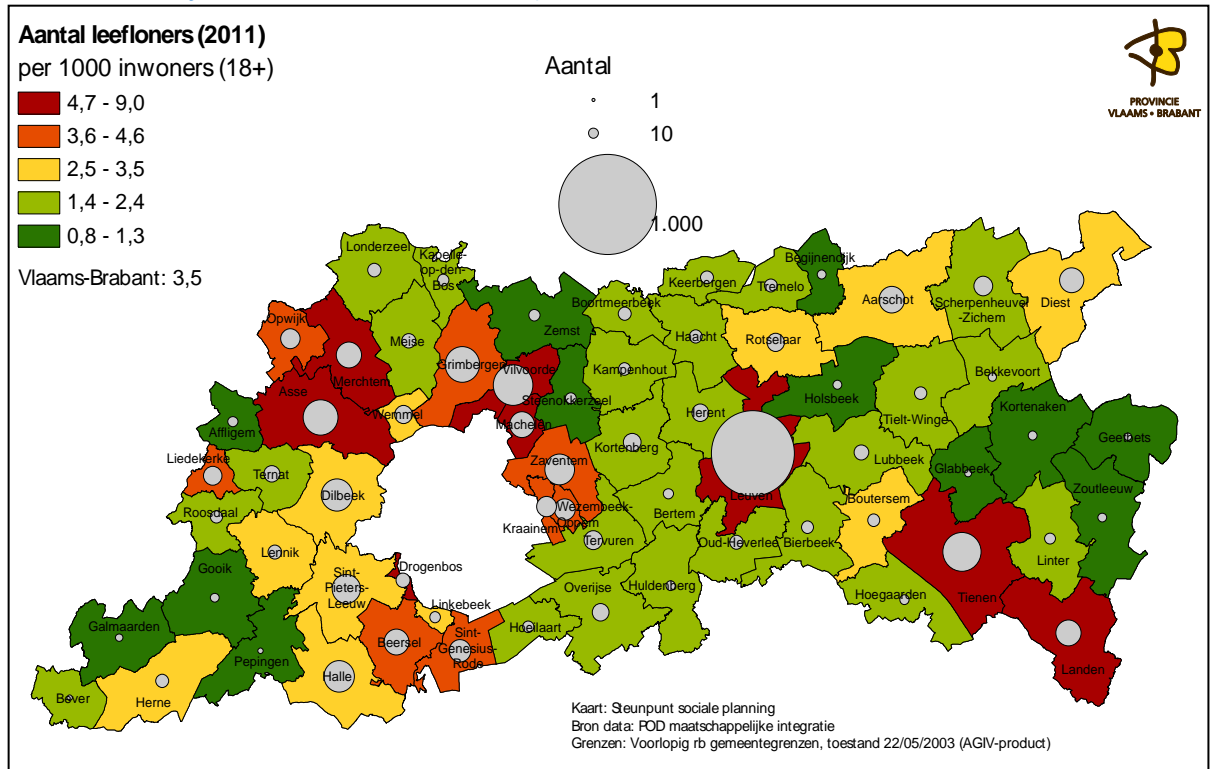 Aantal leefloners (2011)
per 1000 inwoners (18+)
4,7 - 9,0
3,6 - 4,6
2,5 - 3,5
1,4 - 2,4
0,8 - 1,3
Vlaams-Brabant: 3,5
Aantal
1
10
1.000
PROVINCIE
VLAAMS • BRABANT
Londerzeel
Kapelle-
op-den-
Bos
Opwijk
Meise
Merchtem
Asse
Grimbergen
Zemst
Vilvoorde
Steenokkerzeel
Machelen
Wemmel
Affligem
Liedekerke
Ternat
Dilbeek
Roosdaal
Lennik
Gooik
Sint-
Pieters-
Leeuw
Drogenbos
Linkebeek
Galmaarden
Pepingen
Beersel
Sint-
Genesius-
Rode
Halle
Bever
Herne
Boortmeerbeek
Keerbergen
Tremelo
Begijnendijk
Aarschot
Scherpenheuvel
-Zichem
Diest
Haacht
Rotselaar
Kampenhout
Herent
Holsbeek
Tielt-Winge
Bekkevoort
Kortenaken
Geetbets
Kortenberg
Zaventem
Wezembeek-
Oppem
Kraainem
Leuven
Lubbeek
Glabbeek
Zoutleeuw
Bertem
Tervuren
Oud-Heverlee
Bierbeek
Boutersem
Linter
Overijse
Huldenberg
Hoeilaart
Hoegaarden
Tienen
Landen
Kaart: Steunpunt sociale planning
Bron data: POD maatschappelijke integratie
Grenzen: Voorlopig rb gemeentegrenzen, toestand 22/05/2003 (AGIV-product)